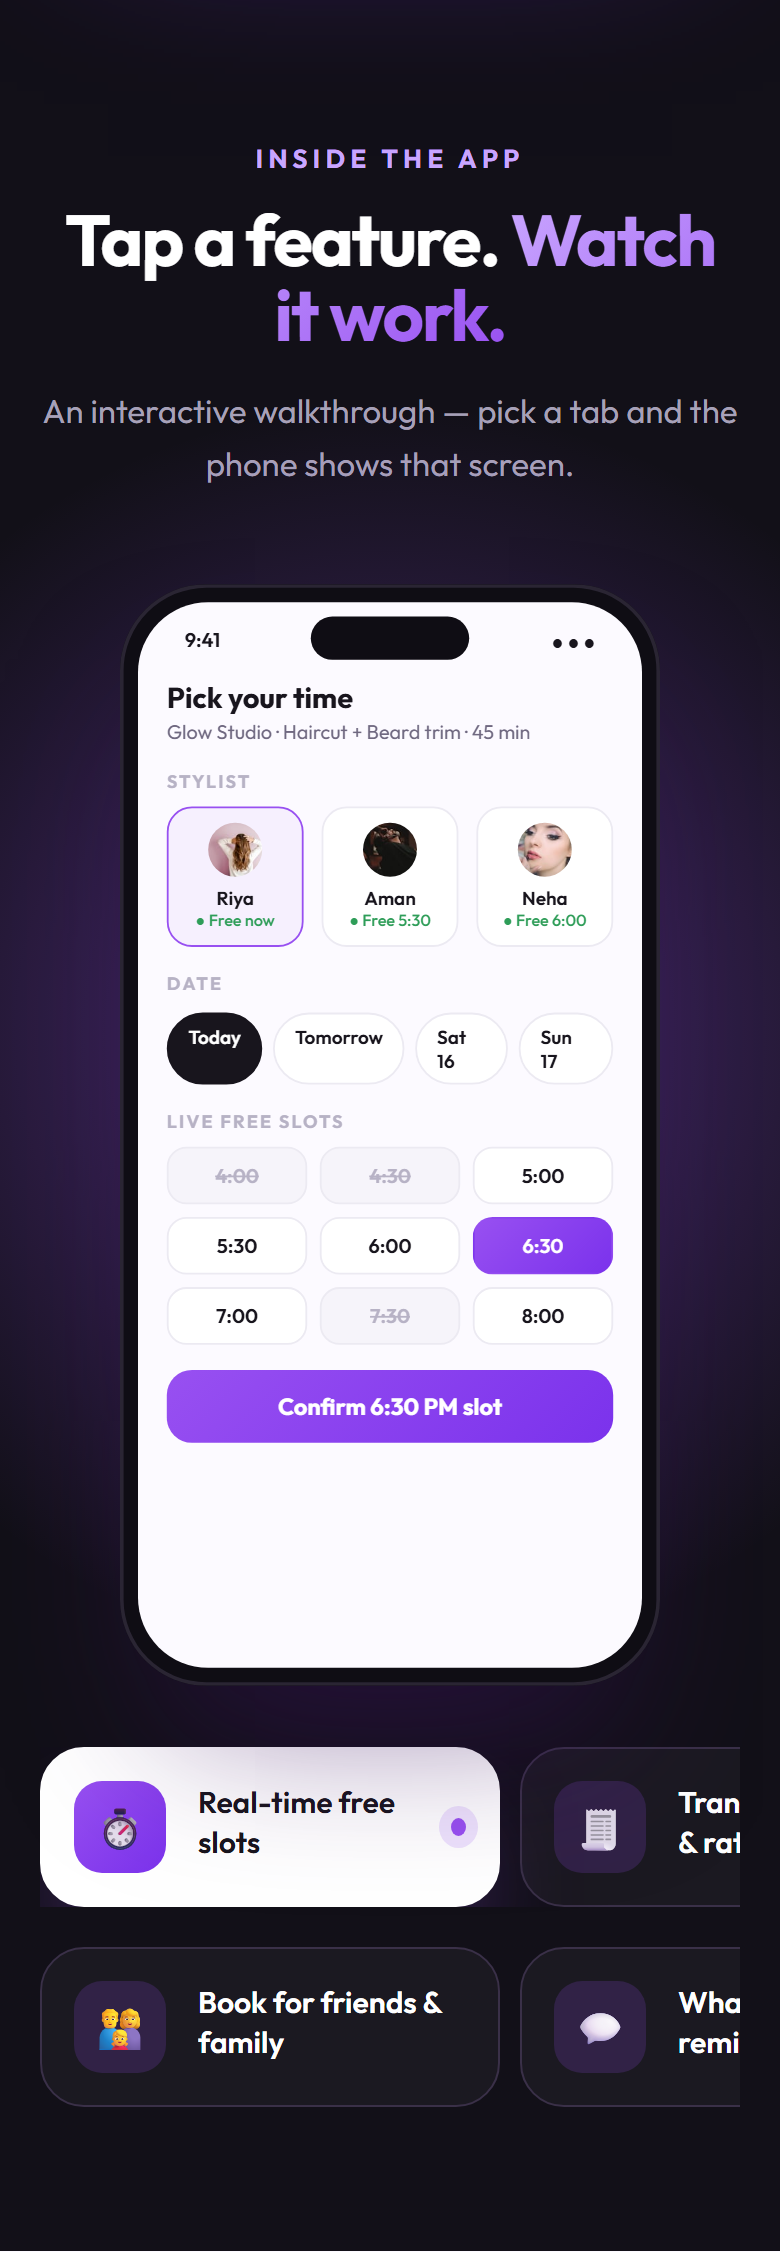 INSIDE THE APP
Tap a feature. Watch
it work.
An interactive walkthrough — pick a tab and the
phone shows that screen.
9:41
Pick your time
Glow Studio · Haircut + Beard trim · 45 min
STYLIST
Riya
Free now
Aman
Free 5:30
Neha
Free 6:00
DATE
Today
Tomorrow
Sat
16
Sun
17
LIVE FREE SLOTS
4:00 4:30 5:00
5:30 6:00 6:30
7:00 7:30 8:00
Confirm 6:30 PM slot
Real-time free
slots
Tran
& rat
Book for friends &
family
Wha
remi